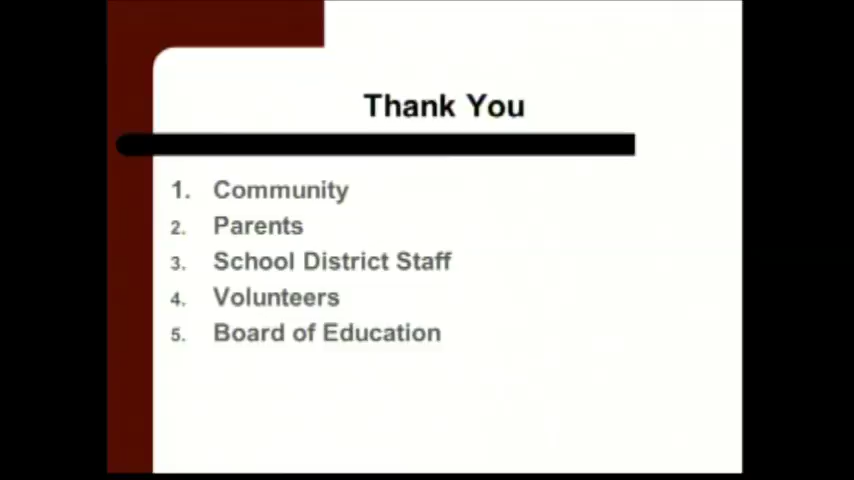 Thank You
1. Community
2. Parents
3. School District Staff
4. Volunteers
5. Board of Education